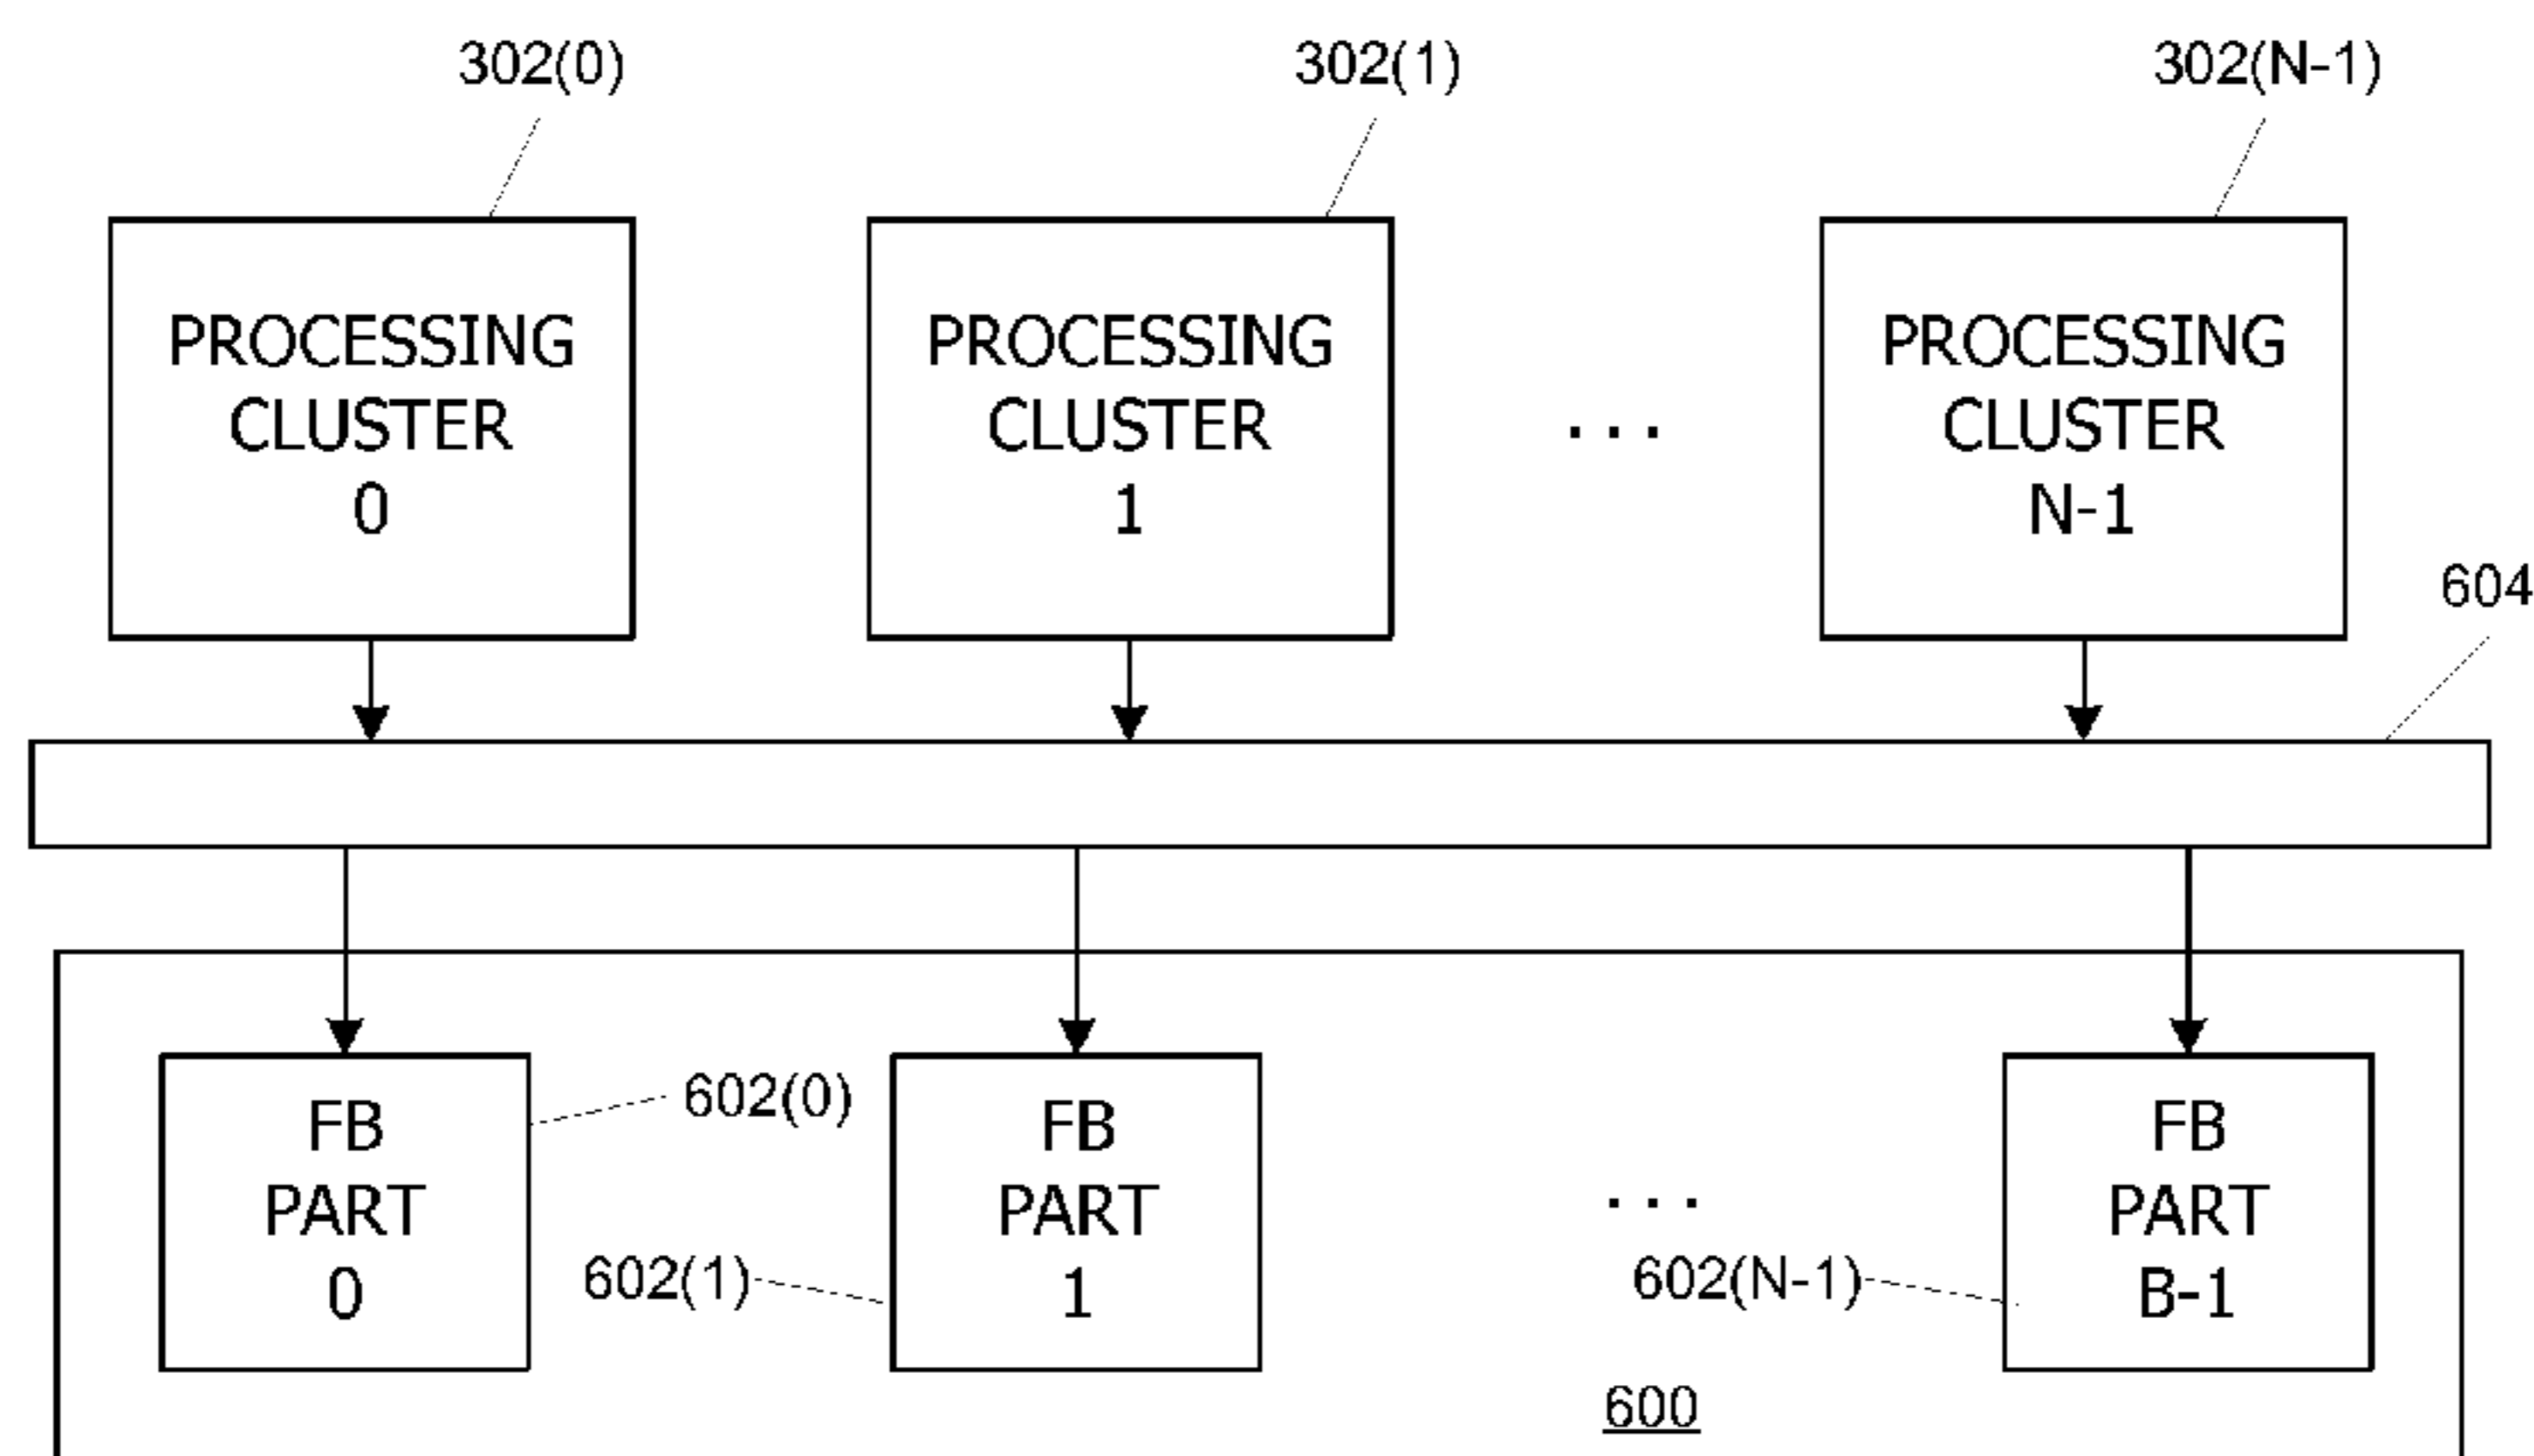 302(0)
302(1)
302(N-1)
PROCESSING
CLUSTER
0
PROCESSING
CLUSTER
1
. . .
PROCESSING
CLUSTER
N-1
604
FB
PART
0
602(0)
602(1)
FB
PART
1
. . .
602(N-1)
FB
PART
B-1
600